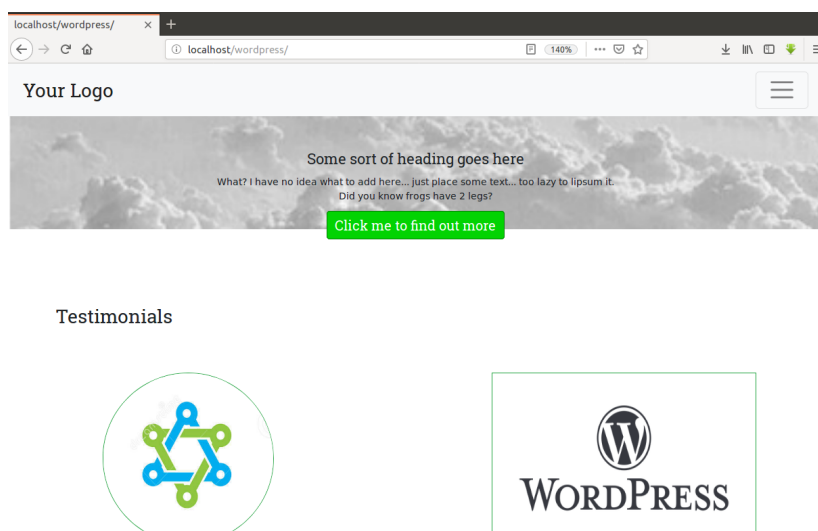 localhost/wordpress/
localhost/wordpress/
140%
Your Logo
Some sort of heading goes here
What? I have no idea what to add here... just place some text... too lazy to lipsum it.
Did you know frogs have 2 legs?
Click me to find out more
Testimonials
WORDPRESS